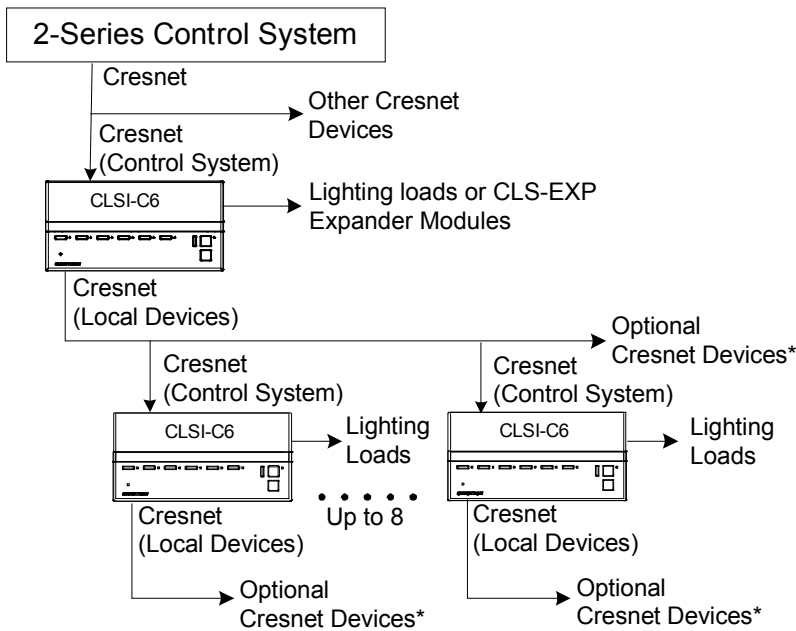 2-Series Control System
Cresnet
Other Cresnet
Devices
Cresnet
(Control System)
CLSI-C6
Lighting loads or CLS-EXP
Expander Modules
Cresnet
(Local Devices)
Optional
Cresnet Devices*
Cresnet
(Control System)
Cresnet
(Control System)
CLSI-C6
Lighting
Loads
CLSI-C6
Lighting
Loads
Up to 8
Cresnet
(Local Devices)
Cresnet
(Local Devices)
Optional
Cresnet Devices*
Optional
Cresnet Devices*